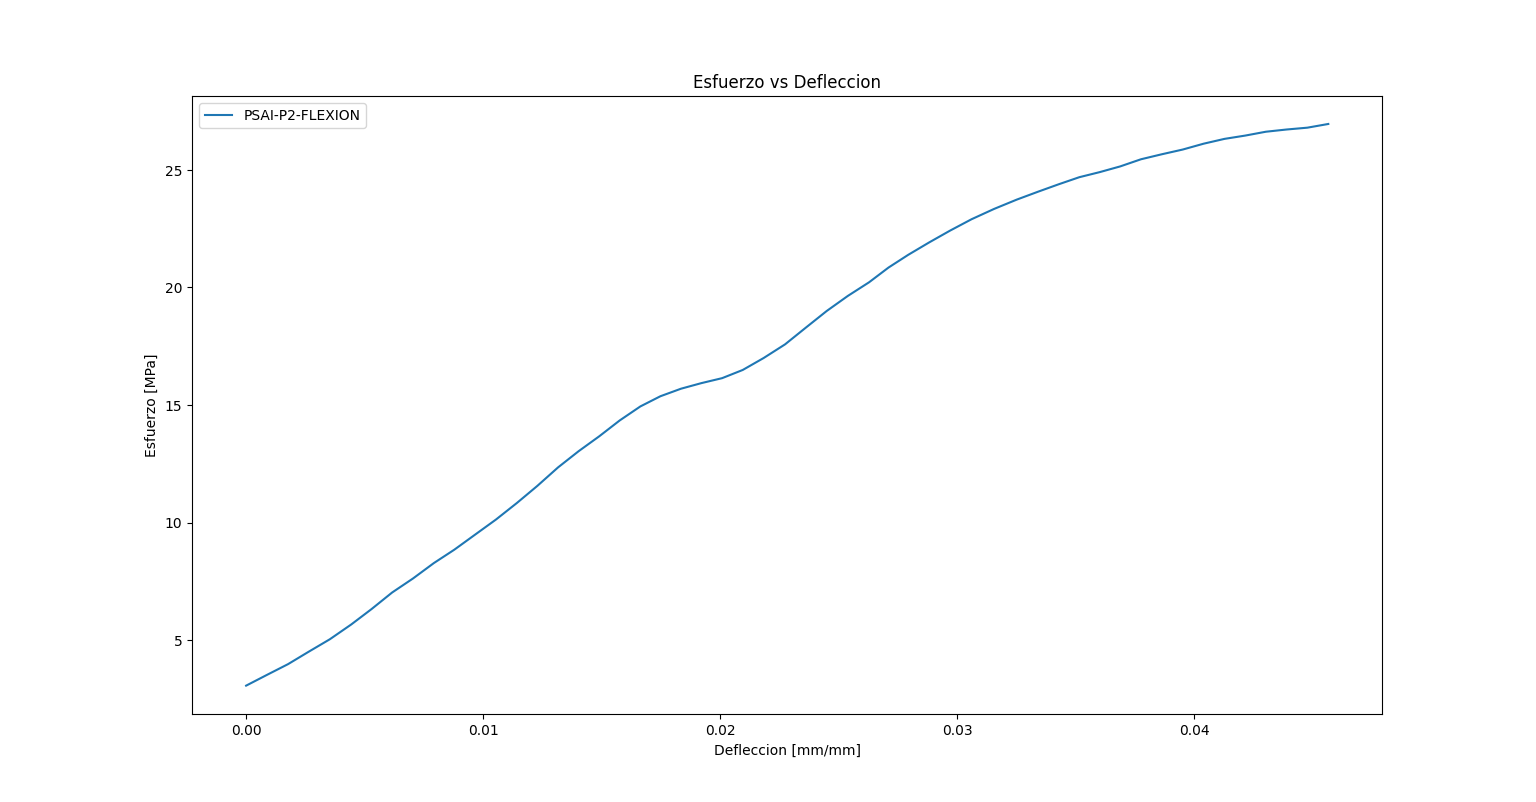 Esfuerzo vs Defleccion
PSAI-P2-FLEXION
Esfuerzo [MPa]
25
20
15
10
5
0.00 0.01 0.02 0.03 0.04
Defleccion [mm/mm]